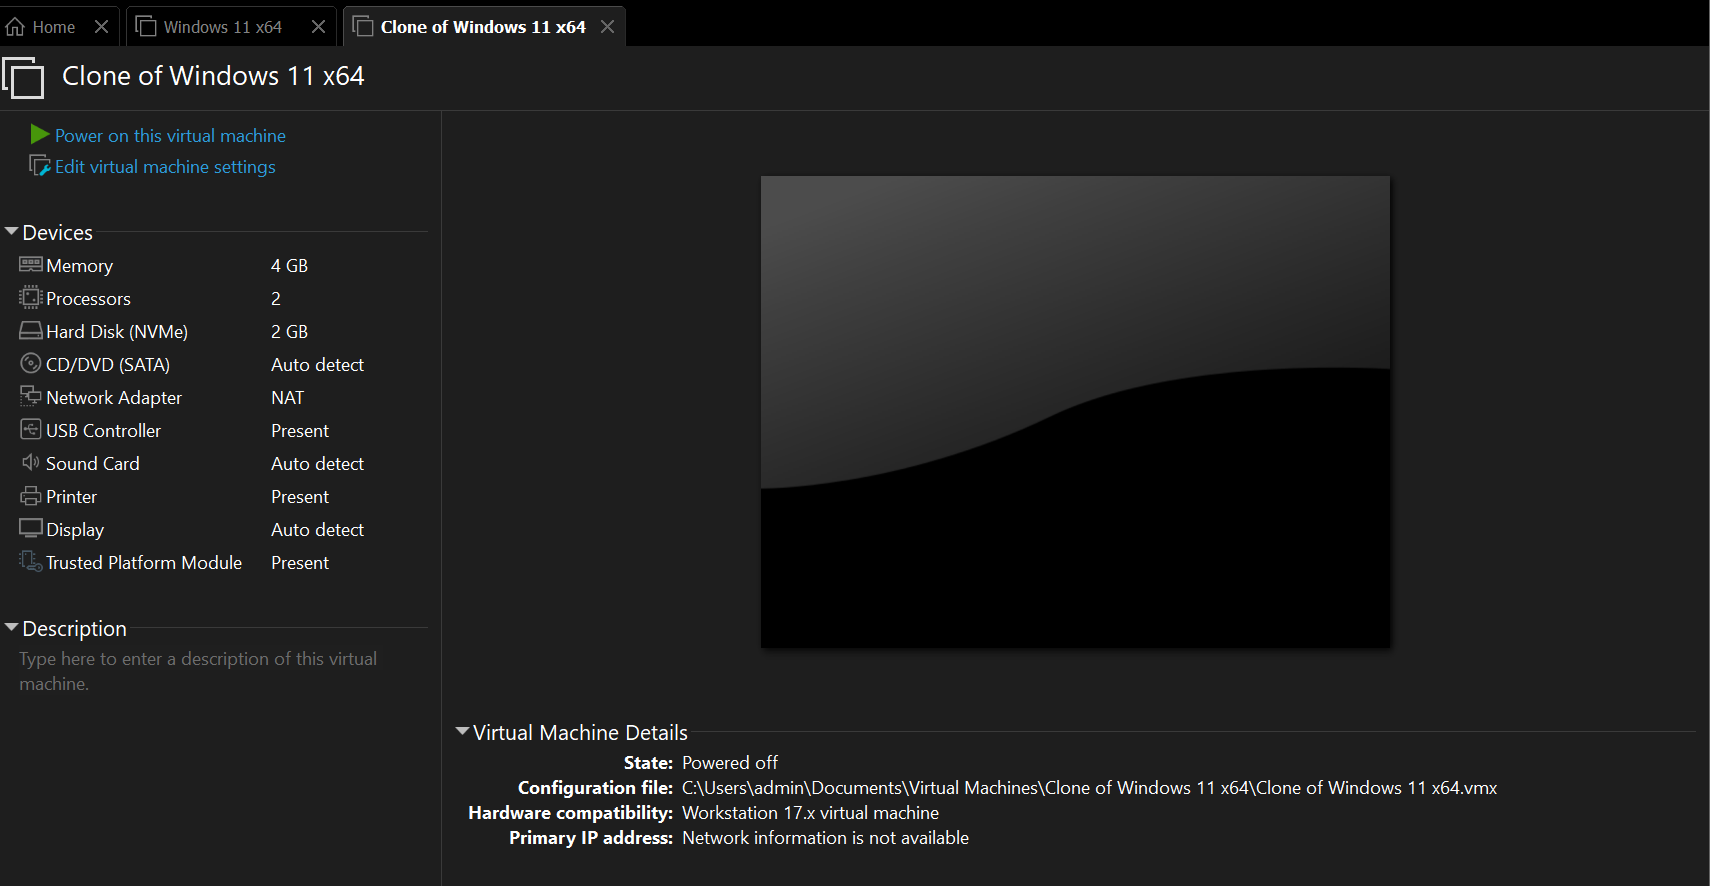 Home
Windows 11 x64
Clone of Windows 11 x64
Clone of Windows 11 x64
Power on this virtual machine
Edit virtual machine settings
Devices
Memory 4 GB
Processors 2
Hard Disk (NVMe) 2 GB
CD/DVD (SATA) Auto detect
Network Adapter NAT
USB Controller Present
Sound Card Auto detect
Printer Present
Display Auto detect
Trusted Platform Module Present
Description
Type here to enter a description of this virtual
machine.
Virtual Machine Details
State: Powered off
Configuration file: C:\Users\admin\Documents\Virtual Machines\Clone of Windows 11 x64\Clone of Windows 11 x64.vmx
Hardware compatibility: Workstation 17.x virtual machine
Primary IP address: Network information is not available